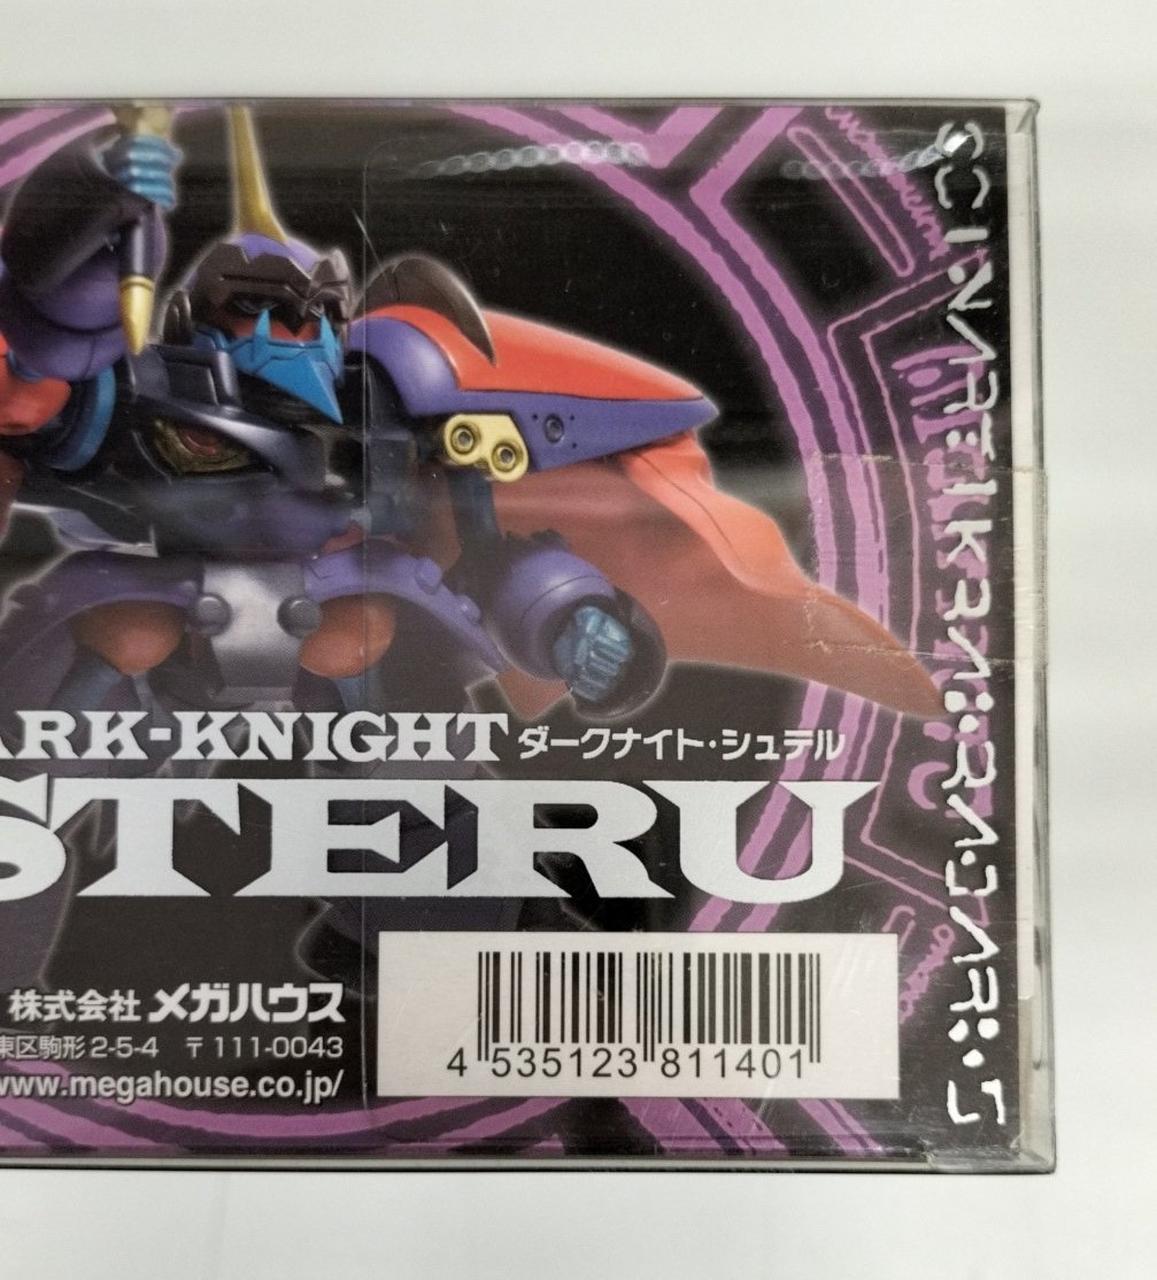 ARK-KNIGHT ダークナイト・シュテル
STERU
株式会社 メガハウス
東区駒形2-5-4 〒111-0043
www.megahouse.co.jp/
4 535123 811401